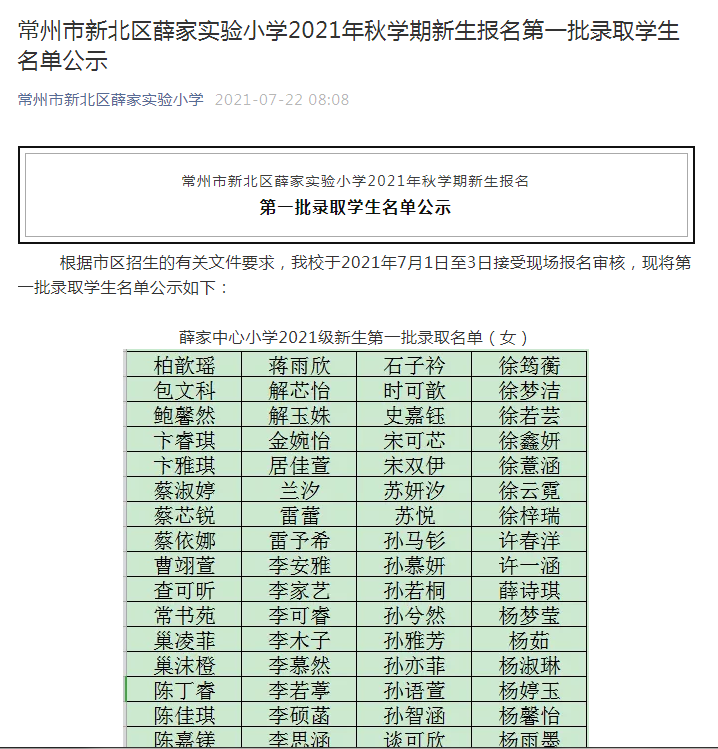 常州市新北区薛家实验小学2021年秋学期新生报名第一批录取学生
名单公示
常州市新北区薛家实验小学 2021-07-22 08:08
常州市新北区薛家实验小学2021年秋学期新生报名
第一批录取学生名单公示
根据市区招生的有关文件要求，我校于2021年7月1日至3日接受现场报名审核，现将第
一批录取学生名单公示如下：
薛家中心小学2021级新生第一批录取名单（女）
柏歆瑶 蒋雨欣 石子衿 徐筠蘅
包文科 解芯怡 时可歆 徐梦洁
鲍馨然 解玉姝 史嘉钰 徐若芸
卞睿琪 金婉怡 宋可芯 徐鑫妍
卞雅琪 居佳萱 宋双伊 徐薏涵
蔡淑婷 兰汐 苏妍汐 徐云霓
蔡芯锐 雷蕾 苏悦 徐梓瑞
蔡依娜 雷予希 孙马钐 许春洋
曹翊萱 李安雅 孙慕妍 许一涵
查可昕 李家艺 孙若桐 薛诗琪
常书苑 李可睿 孙兮然 杨梦莹
巢凌菲 李木子 孙雅芳 杨茹
巢沫橙 李慕然 孙亦菲 杨淑琳
陈丁睿 李若葶 孙语萱 杨婷玉
陈佳琪 李硕菡 孙智涵 杨馨怡
陈嘉镁 李思涵 谈可欣 杨雨墨